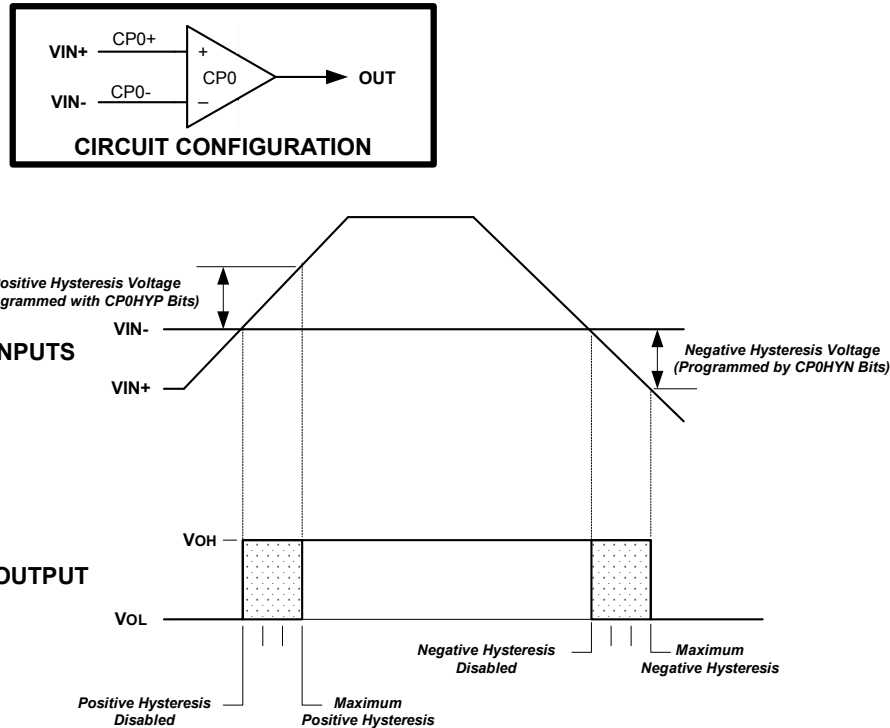 VIN+
CP0+
+
CP0
OUT
VIN-
CP0-
–
CIRCUIT CONFIGURATION
ositive Hysteresis Voltage
grammed with CP0HYP Bits)
VIN-
NPUTS
VIN+
Negative Hysteresis Voltage
(Programmed by CP0HYN Bits)
VOH
OUTPUT
VOL
Negative Hysteresis
Disabled
Maximum
Negative Hysteresis
Positive Hysteresis
Disabled
Maximum
Positive Hysteresis